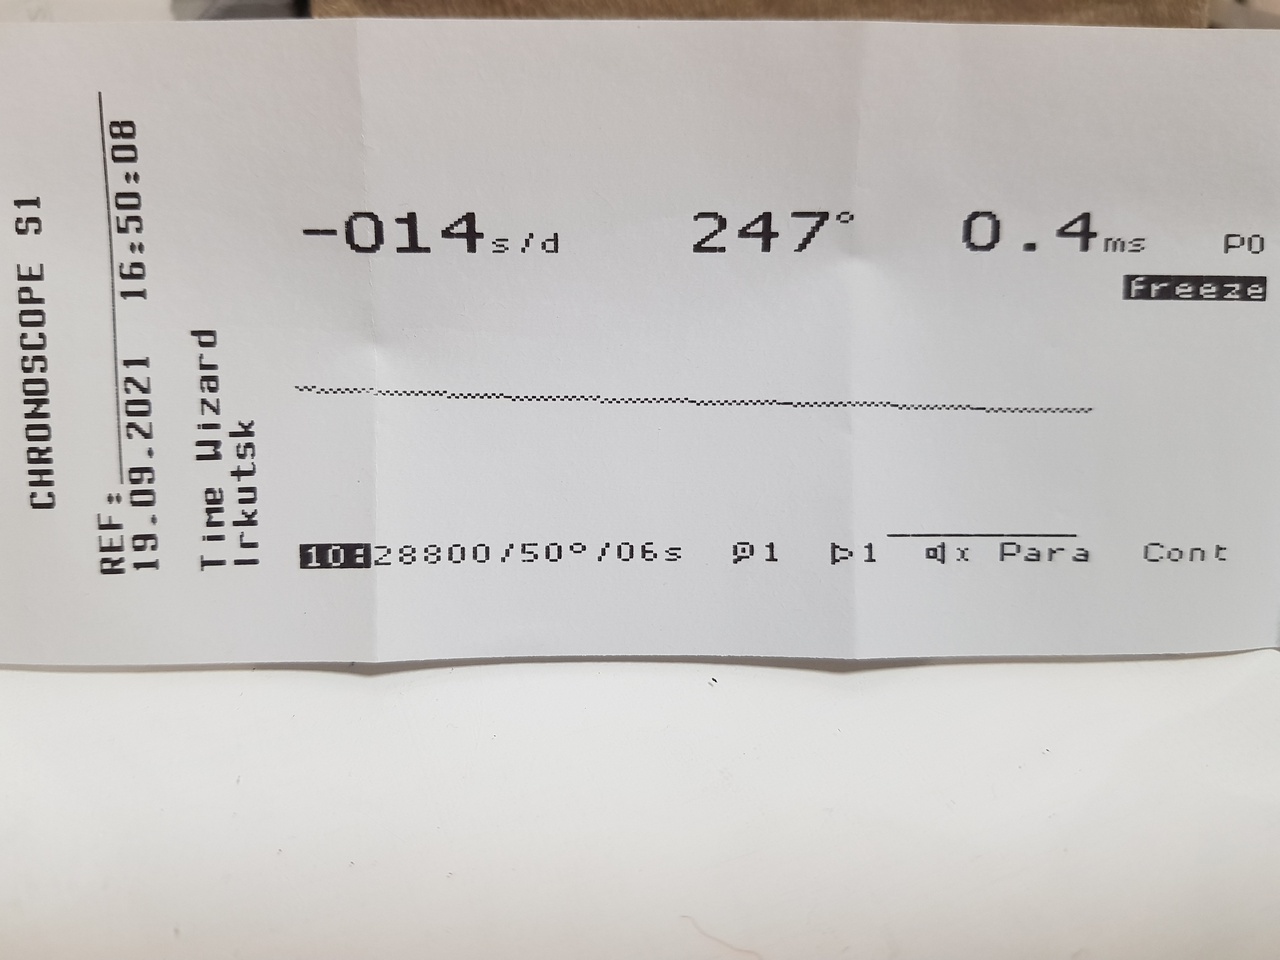 CHRONOSCOPE S1
REF:
19.09.2021 16:50:08
Time Wizard
Irkutsk
-014s/d 247° 0.4ms P0
Freeze
10:28800/50°/06s 1 1 x Para Cont